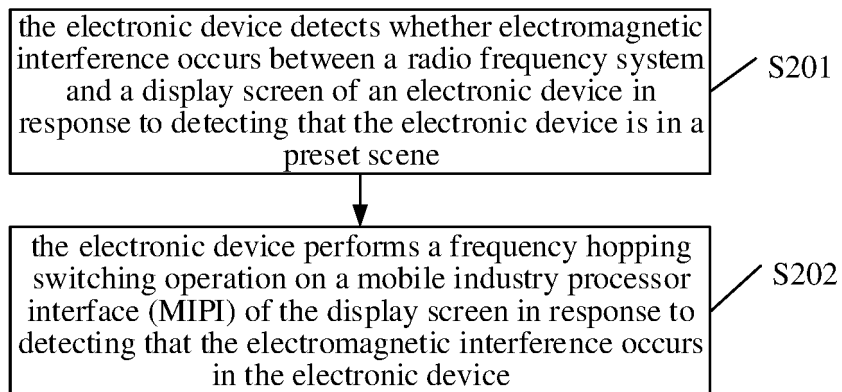 the electronic device detects whether electromagnetic
interference occurs between a radio frequency system
and a display screen of an electronic device in
response to detecting that the electronic device is in a
preset scene
S201
the electronic device performs a frequency hopping
switching operation on a mobile industry processor
interface (MIPI) of the display screen in response to
detecting that the electromagnetic interference occurs
in the electronic device
S202